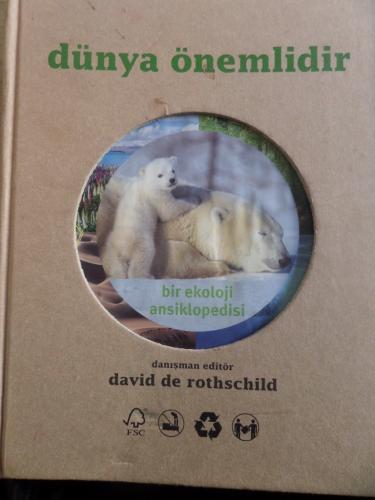 dünya önemlidir
bir ekoloji
ansiklopedisi
danışman editör
david de rothschild
FSC